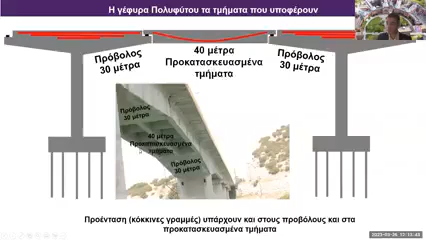 Η γέφυρα Πολυφύτου τα τμήματα που υποφέρουν
Πρόβολος
30 μέτρα
40 μέτρα
Προκατασκευασμένα
τμήματα
Πρόβολος
30 μέτρα
Πρόβολος
30 μέτρα
40 μέτρα
Προκατασκευασμένα
τμήματα
Πρόβολος
30 μέτρα
Προένταση (κόκκινες γραμμές) υπάρχουν και στους προβόλους και στα
προκατασκευασμένα τμήματα